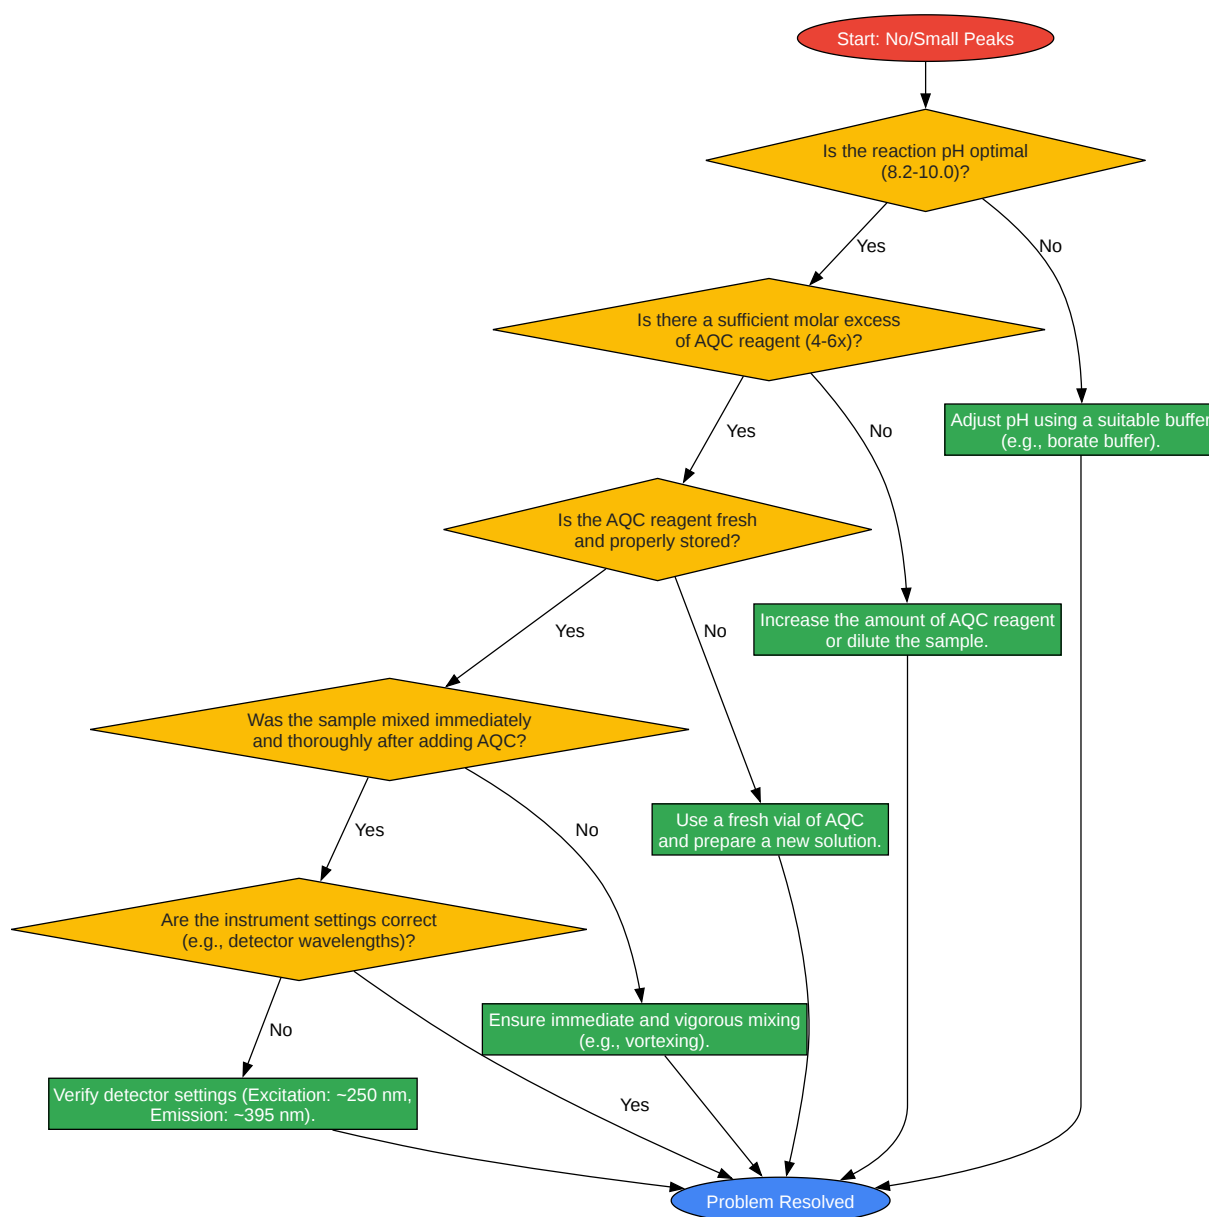 Start: No/Small Peaks
Is the reaction pH optimal
(8.2-10.0)?
Yes
No
Is there a sufficient molar excess
of AQC reagent (4-6x)?
Yes
No
Adjust pH using a suitable buffer
(e.g., borate buffer).
Is the AQC reagent fresh
and properly stored?
Yes
No
Increase the amount of AQC reagent
or dilute the sample.
Was the sample mixed immediately
and thoroughly after adding AQC?
Yes
No
Use a fresh vial of AQC
and prepare a new solution.
Are the instrument settings correct
(e.g., detector wavelengths)?
No
Yes
Ensure immediate and vigorous mixing
(e.g., vortexing).
Verify detector settings (Excitation: ~250 nm,
Emission: ~395 nm).
Problem Resolved